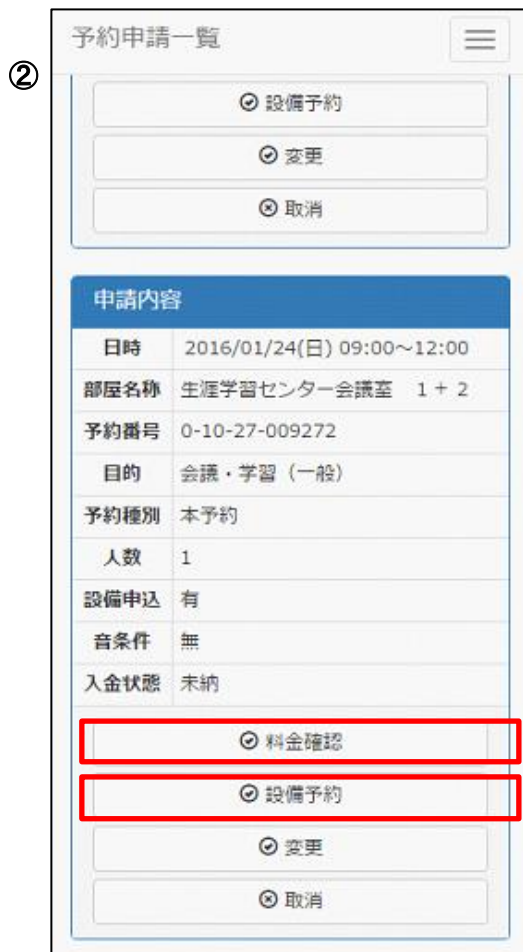 予約申請一覧
②
設備予約
変更
取消
申請内容
日時 2016/01/24(日) 09:00～12:00
部屋名称 生涯学習センター会議室　1 + 2
予約番号 0-10-27-009272
目的 会議・学習（一般）
予約種別 本予約
人数 1
設備申込 有
音条件 無
入金状態 未納
料金確認
設備予約
変更
取消